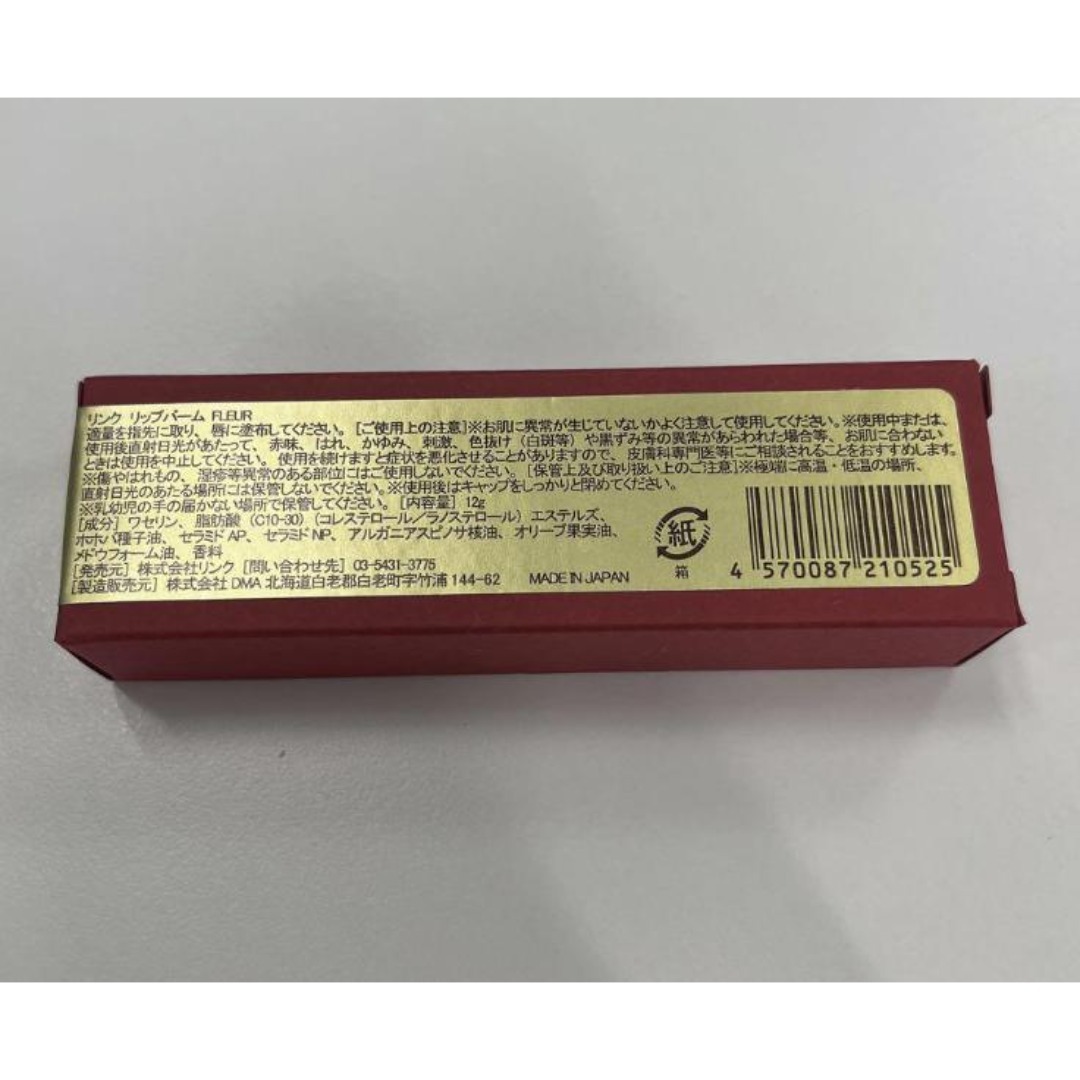 リンク リップバーム FLEUR
適量を指先に取り、唇に塗布してください。[ご使用上の注意]※お肌に異常が生じていないかよく注意して使用してください。※使用中または、
使用後直射日光があたって、赤味、はれ、かゆみ、刺激、色抜け（白斑等）や黒ずみ等の異常があらわれた場合等、お肌に合わない
ときは使用を中止してください。使用を続けますと症状を悪化させることがありますので、皮膚科専門医等にご相談されることをおすすめします。
※傷やはれもの、湿疹等異常のある部位にはご使用しないでください。[保管上及び取り扱い上のご注意]※極端に高温・低温の場所、
直射日光のあたる場所には保管しないでください。※使用後はキャップをしっかりと閉めてください。
※乳幼児の手の届かない場所で保管してください。[内容量] 12g
[成分] ワセリン、脂肪酸（C10-30）（コレステロール／ラノステロール）エステルズ、
ホホバ種子油、セラミドAP、セラミドNP、アルガニアスピノサ核油、オリーブ果実油、
メドウフォーム油、香料
[発売元] 株式会社リンク [問い合わせ先] 03-5431-3775
[製造販売元] 株式会社DMA 北海道白老郡白老町字竹浦144-62 MADE IN JAPAN
紙
箱
4 570087 210525